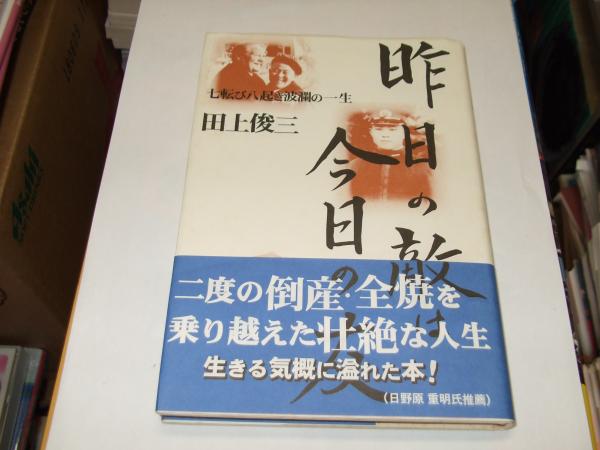 昨日の敵は
今日の友
七転び八起き波瀾の一生
田上俊三
二度の倒産・全焼を
乗り越えた壮絶な人生
生きる気概に溢れた本!
(日野原 重明氏推薦)